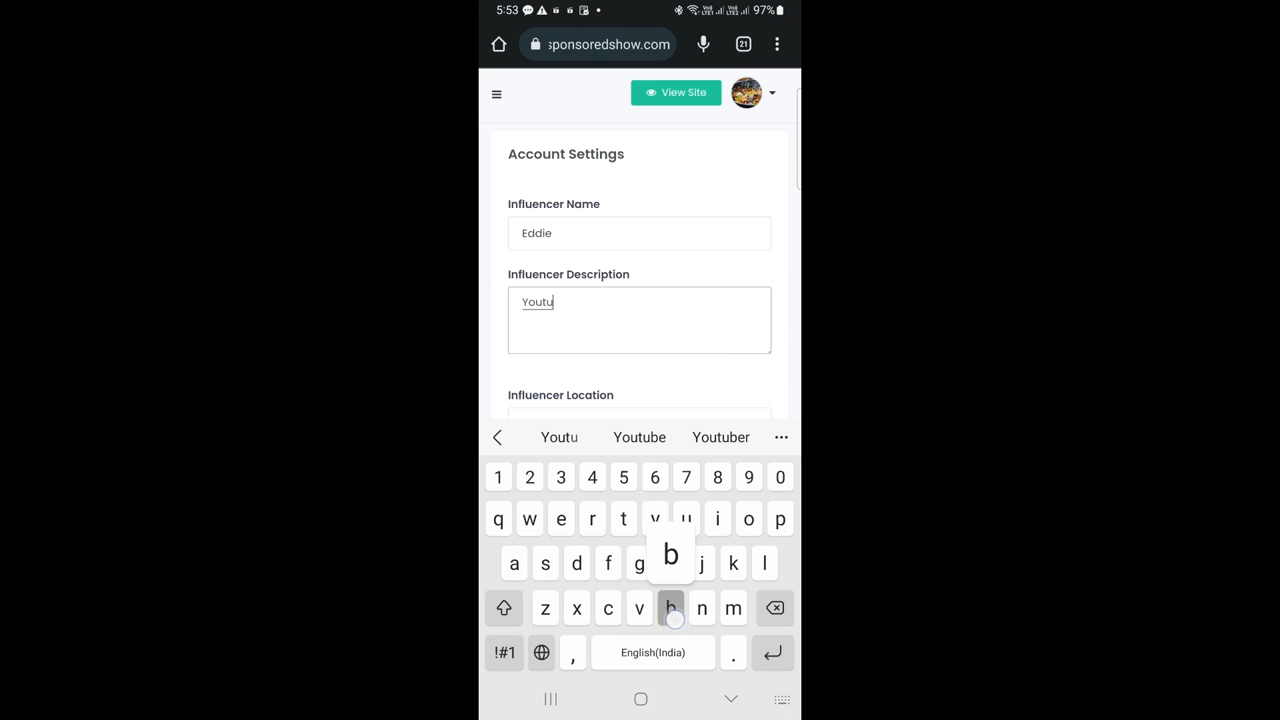 5:53 97%
sponsoredshow.com 21
View Site
Account Settings
Influencer Name
Eddie
Influencer Description
Youtu
Influencer Location
Youtu Youtube Youtuber
1 2 3 4 5 6 7 8 9 0
q w e r t y u i o p
b
a s d f g j k l
z x c v b n m
!#1 , English(India) .